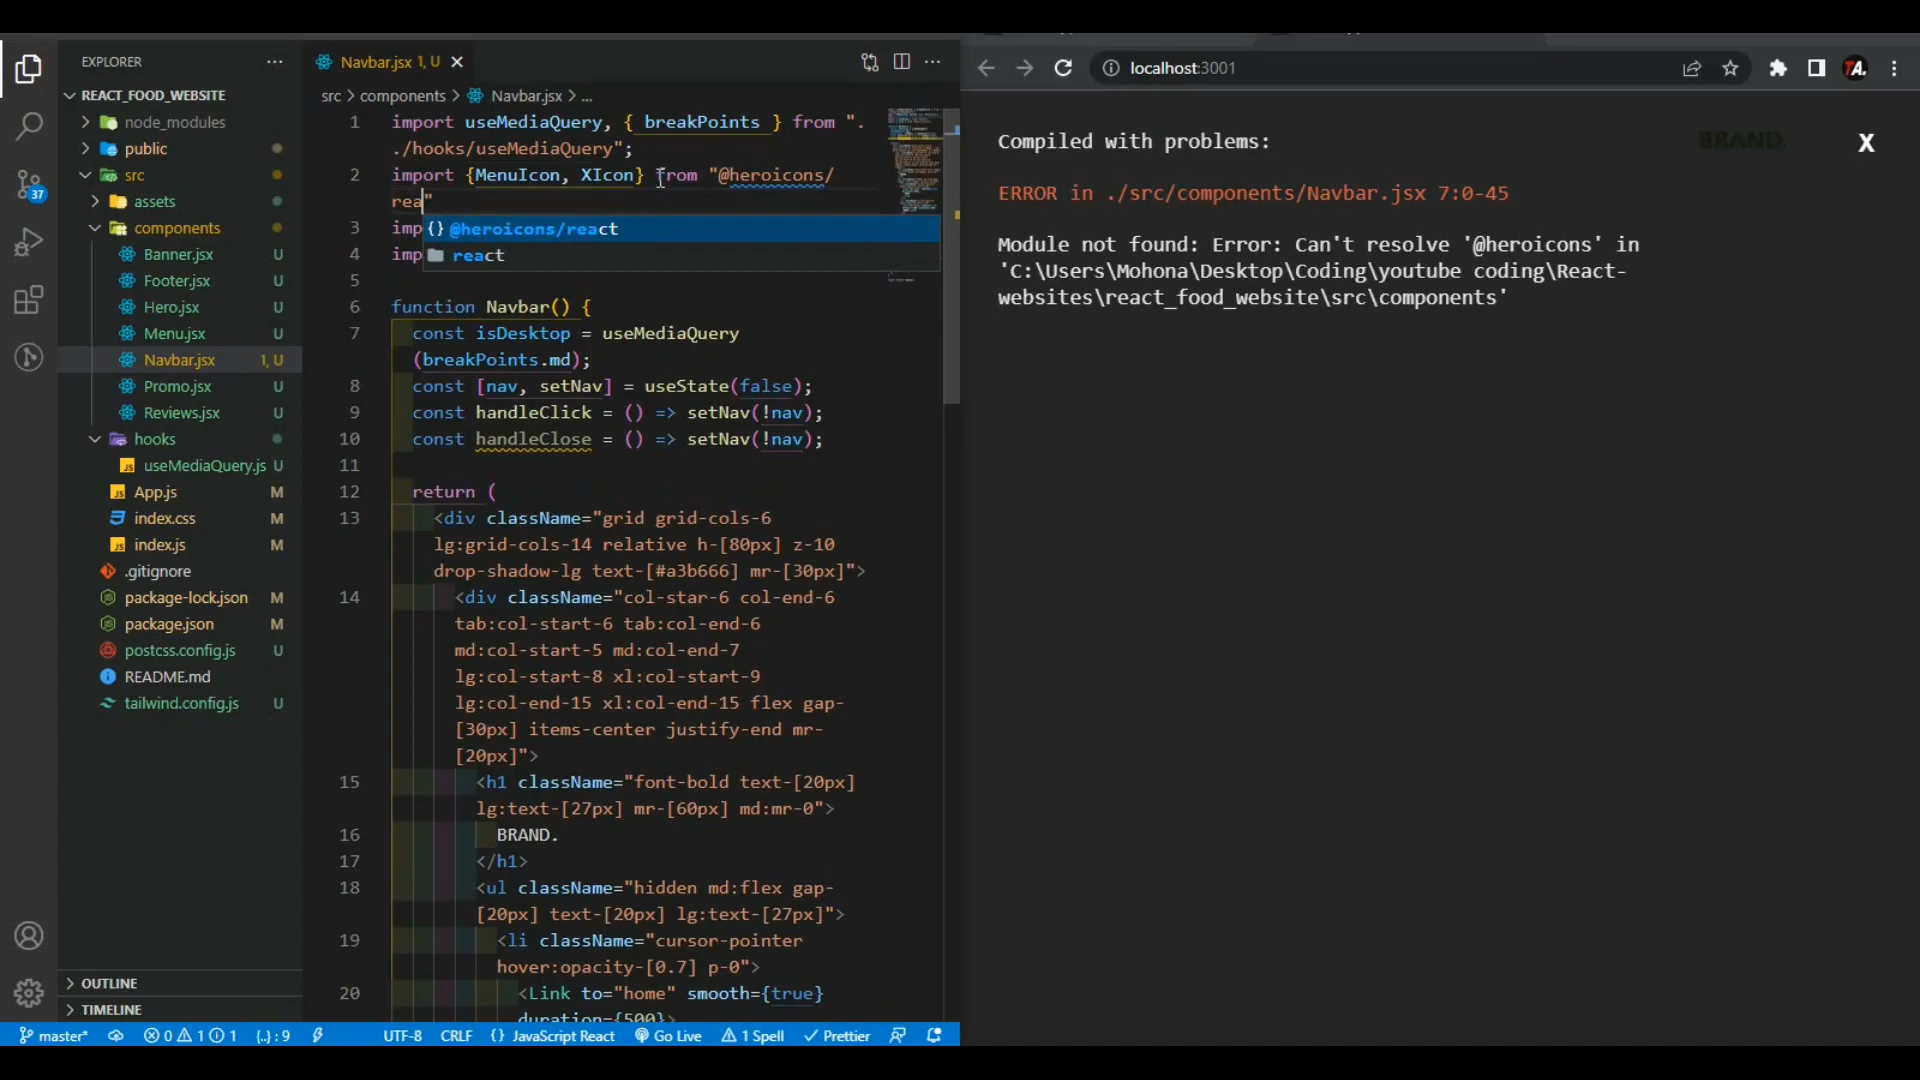 EXPLORER
REACT_FOOD_WEBSITE
node_modules
public
src
assets
components
Banner.jsx U
Footer.jsx U
Hero.jsx U
Menu.jsx U
Navbar.jsx 1, U
Promo.jsx U
Reviews.jsx U
hooks
useMediaQuery.js U
App.js M
index.css M
index.js M
.gitignore
package-lock.json M
package.json M
postcss.config.js U
README.md
tailwind.config.js U
OUTLINE
TIMELINE
37
Navbar.jsx 1, U
src > components > Navbar.jsx > ...
1 import useMediaQuery, { breakPoints } from ".
./hooks/useMediaQuery";
2 import {MenuIcon, XIcon} from "@heroicons/
rea"
3 imp
{} @heroicons/react
4 imp
react
5
6 function Navbar() {
7 const isDesktop = useMediaQuery
(breakPoints.md);
8 const [nav, setNav] = useState(false);
9 const handleClick = () => setNav(!nav);
10 const handleClose = () => setNav(!nav);
11
12 return (
13 <div className="grid grid-cols-6
lg:grid-cols-14 relative h-[80px] z-10
drop-shadow-lg text-[#a3b666] mr-[30px]">
14 <div className="col-star-6 col-end-6
tab:col-start-6 tab:col-end-6
md:col-start-5 md:col-end-7
lg:col-start-8 xl:col-start-9
lg:col-end-15 xl:col-end-15 flex gap-
[30px] items-center justify-end mr-
[20px]">
15 <h1 className="font-bold text-[20px]
lg:text-[27px] mr-[60px] md:mr-0">
16 BRAND.
17 </h1>
18 <ul className="hidden md:flex gap-
[20px] text-[20px] lg:text-[27px]">
19 <li className="cursor-pointer
hover:opacity-[0.7] p-0">
20 <Link to="home" smooth={true}
duration={500}>
master* 0 1 1 {..} : 9 UTF-8 CRLF {} JavaScript React Go Live 1 Spell Prettier
localhost:3001
TA.
BRAND.
Compiled with problems:
X
ERROR in ./src/components/Navbar.jsx 7:0-45
Module not found: Error: Can't resolve '@heroicons' in
'C:\Users\Mohona\Desktop\Coding\youtube coding\React-
websites\react_food_website\src\components'